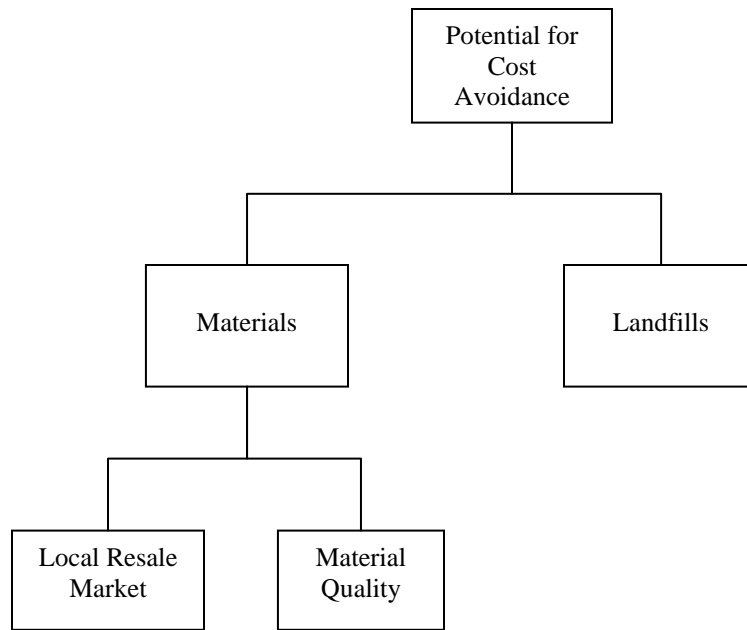 Potential for
Cost
Avoidance
Materials
Landfills
Local Resale
Market
Material
Quality